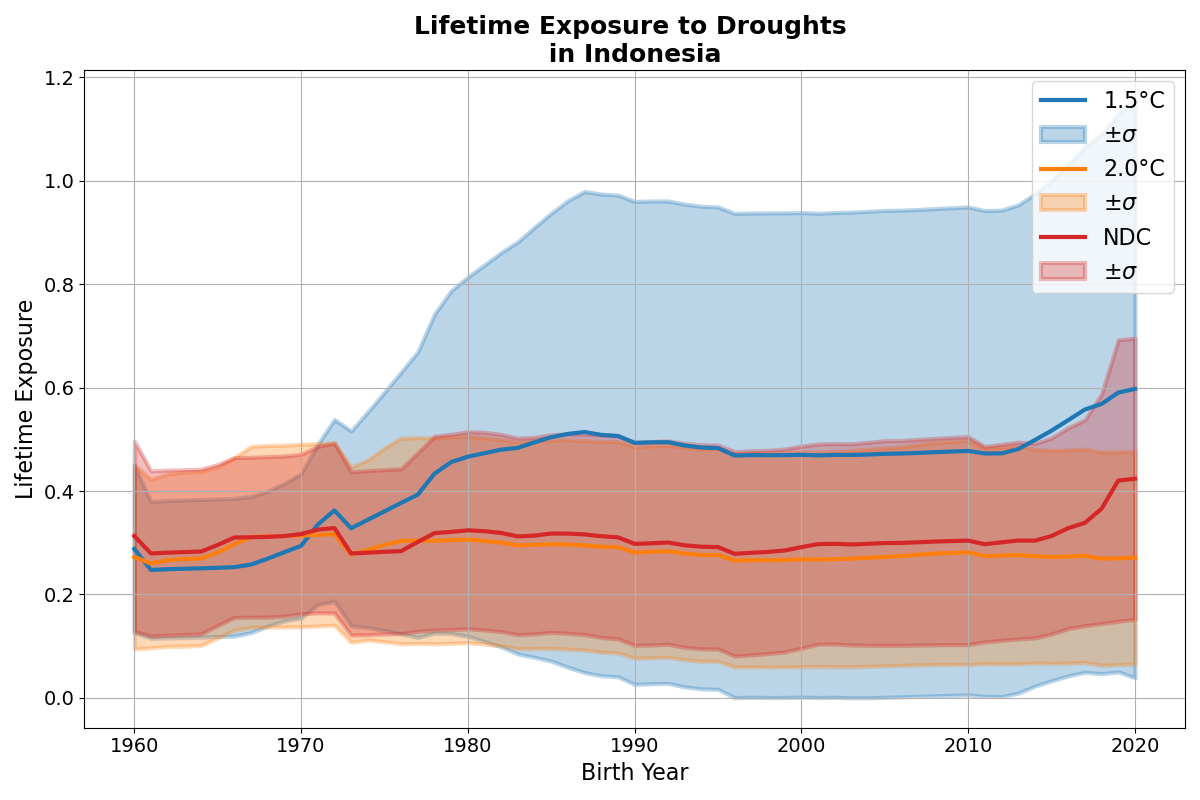 Lifetime Exposure to Droughts
in Indonesia
1.2
1.0
0.8
0.6
0.4
0.2
0.0
Lifetime Exposure
1.5°C
±σ
2.0°C
±σ
NDC
±σ
1960
1970
1980
1990
2000
2010
2020
Birth Year